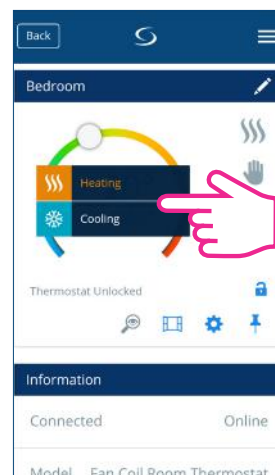 Back
Bedroom
Heating
Cooling
Thermostat Unlocked
Information
Connected Online
Model Fan Coil Room Thermostat